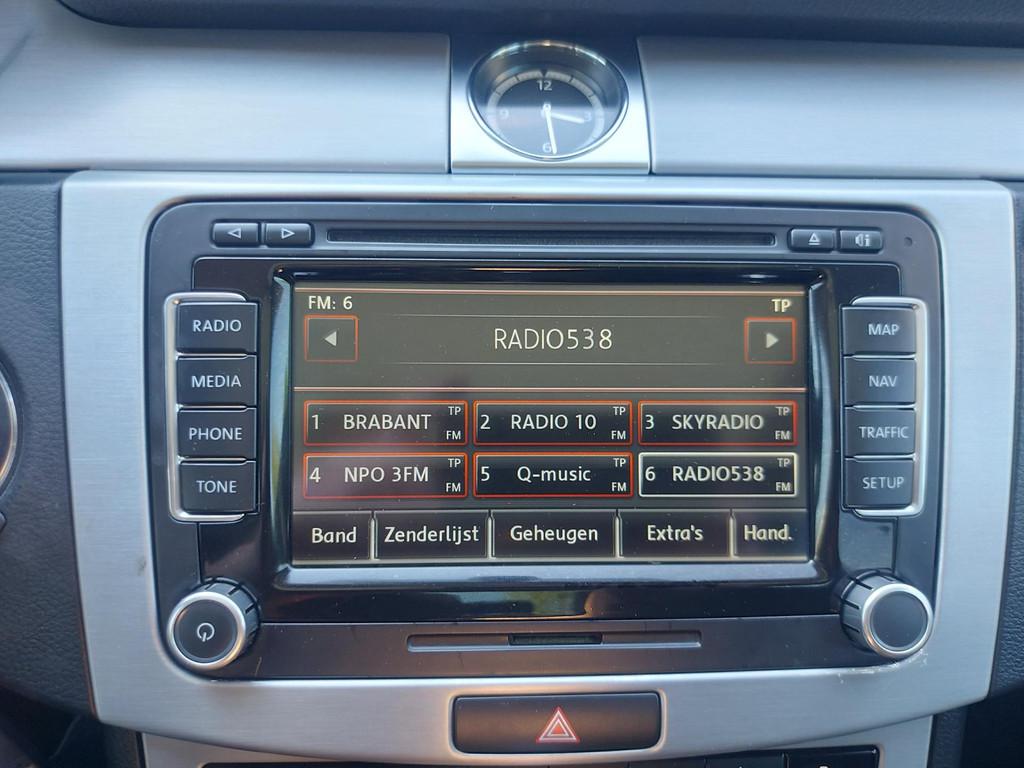 12
9
3
6
FM: 6
TP
RADIO538
1 BRABANT TP FM
2 RADIO 10 TP FM
3 SKYRADIO TP FM
4 NPO 3FM TP FM
5 Q-music TP FM
6 RADIO538 TP FM
Band
Zenderlijst
Geheugen
Extra's
Hand.
RADIO
MEDIA
PHONE
TONE
MAP
NAV
TRAFFIC
SETUP